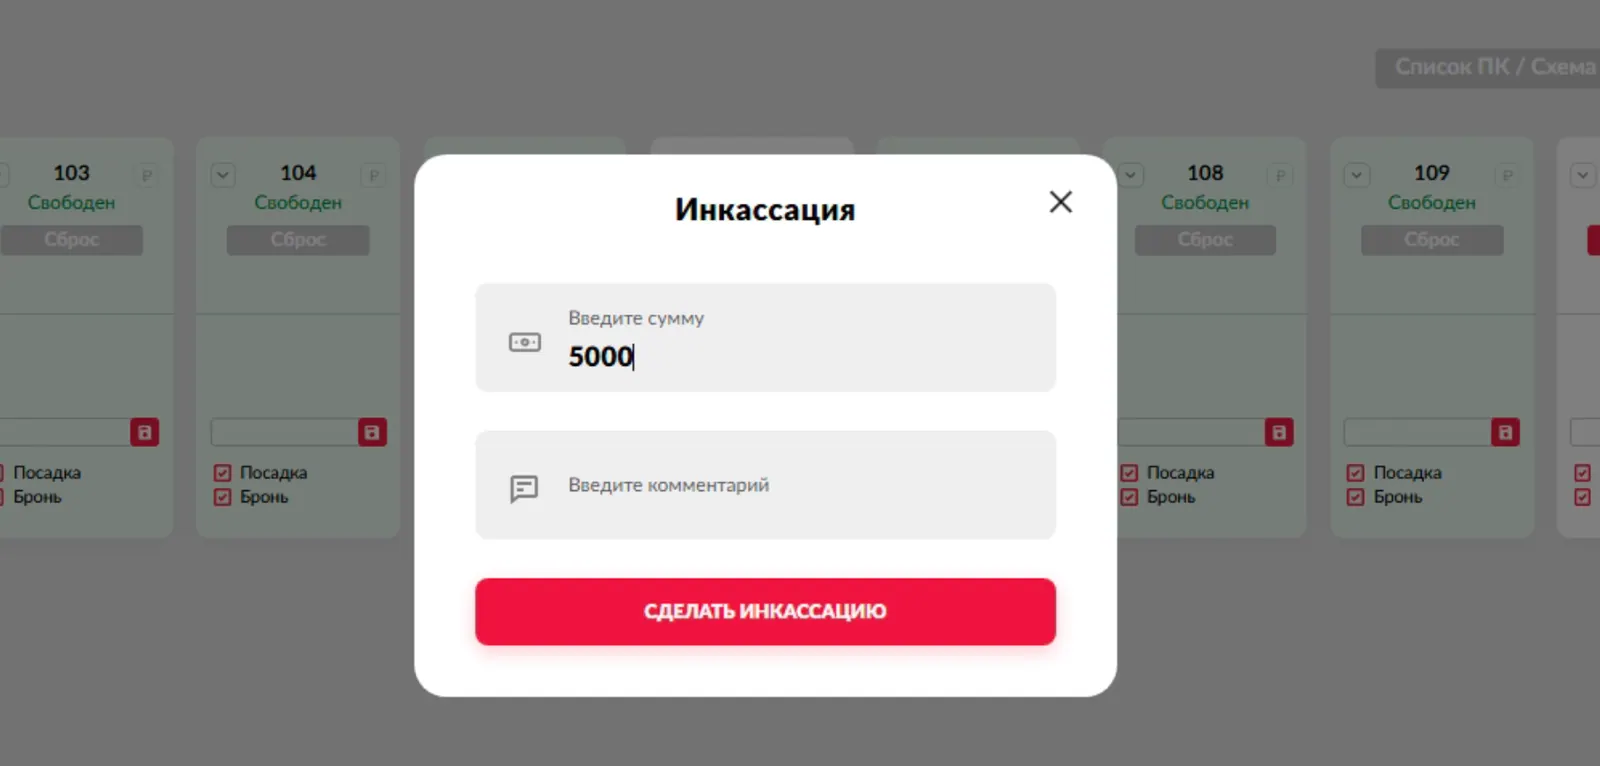 Список ПК / Схема
103
Свободен
Сброс
Посадка
Бронь
104
Свободен
Сброс
Посадка
Бронь
Инкассация
Введите сумму
5000
Введите комментарий
СДЕЛАТЬ ИНКАССАЦИЮ
108
₽
Свободен
Сброс
Посадка
Бронь
109
₽
Свободен
Сброс
Посадка
Бронь